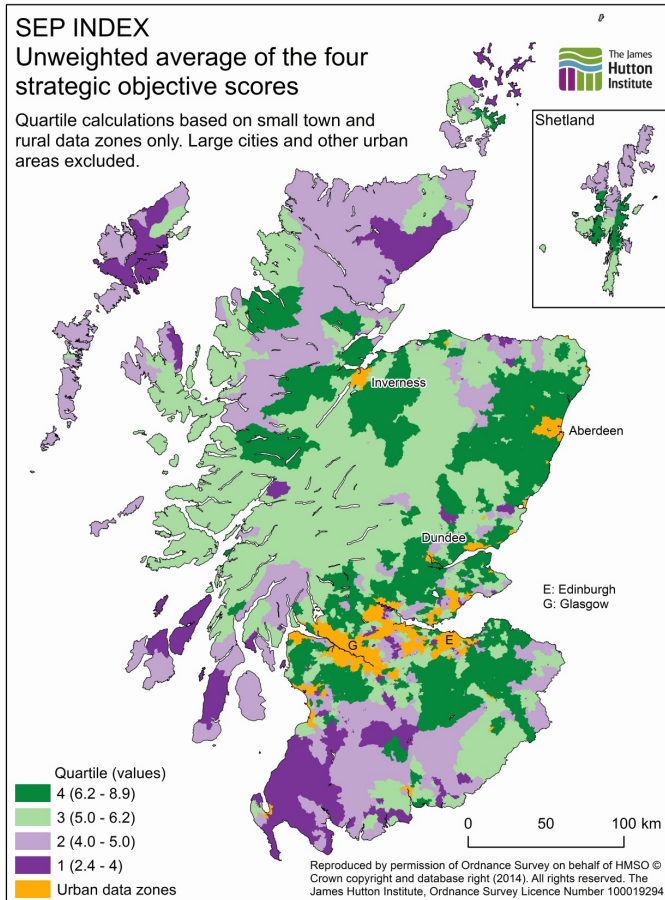 SEP INDEX
Unweighted average of the four
strategic objective scores
Quartile calculations based on small town and
rural data zones only. Large cities and other urban
areas excluded.
The James
Hutton
Institute
Shetland
Inverness
Aberdeen
Dundee
E: Edinburgh
G: Glasgow
G
E
Quartile (values)
4 (6.2 - 8.9)
3 (5.0 - 6.2)
2 (4.0 - 5.0)
1 (2.4 - 4)
Urban data zones
0 50 100 km
Reproduced by permission of Ordnance Survey on behalf of HMSO ©
Crown copyright and database right (2014). All rights reserved. The
James Hutton Institute, Ordnance Survey Licence Number 100019294